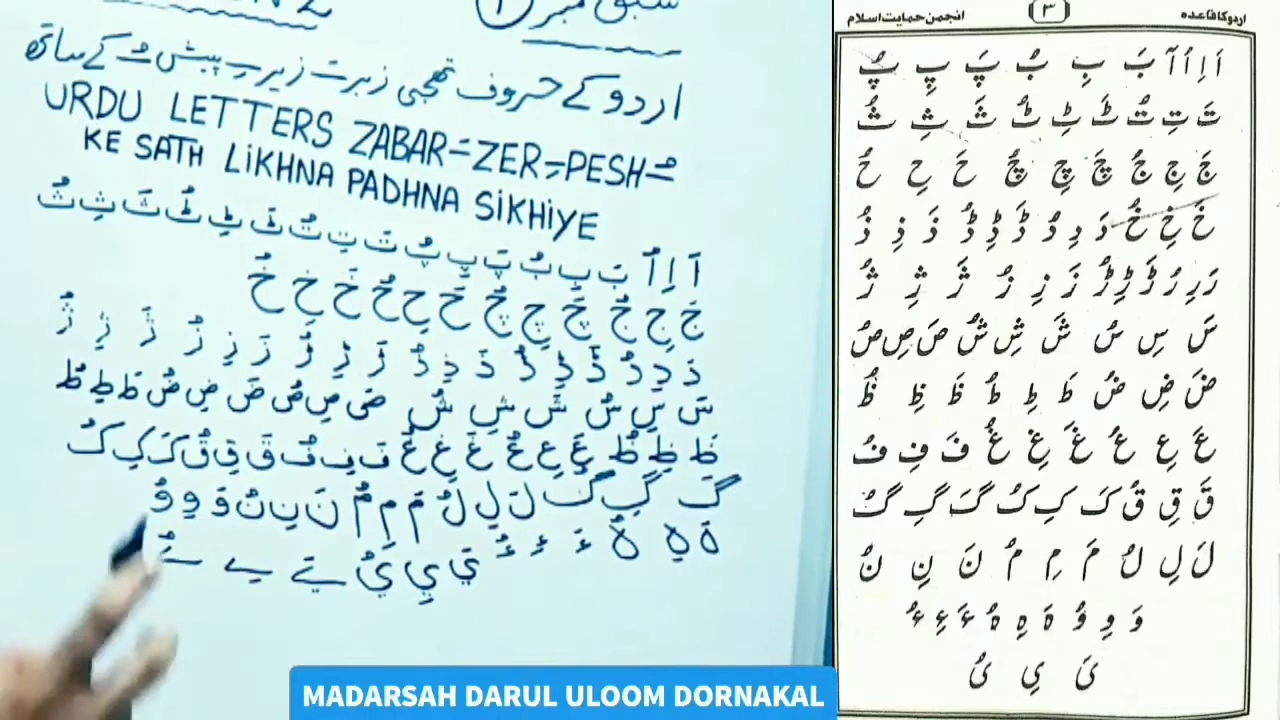 سبق نمبر ۱
اردو کے حروف تھجی زبر َ زیر ِ پیش ُ کے ساتھ
URDU LETTERS ZABAR= ZER= PESH=
KE SATH LIKHNA PADHNA SIKHIYE
اَ اِ اُ بَ بِ بُ پَ پِ پُ تَ تِ تُ ٹَ ٹِ ٹُ ثَ ثِ ثُ
جَ جِ جُ چَ چِ چُ حَ حِ حُ خَ خِ خُ
دَ دِ دُ ڈَ ڈِ ڈُ ذَ ذِ ذُ رَ رِ رُ زَ زِ زُ ژَ ژِ ژُ
سَ سِ سُ شَ شِ شُ صَ صِ صُ ضَ ضِ ضُ طَ طِ طُ
ظَ ظِ ظُ عَ عِ عُ غَ غِ غُ فَ فِ فُ قَ قِ قُ کَ کِ کُ
گَ گِ گُ لَ لِ لُ مَ مِ مُ نَ نِ نُ وَ وِ وُ
ہَ ہِ ہُ ءَ ءِ ءُ
یَ یِ یُ ےَ ےِ ےُ
اردو کا قاعدہ
۳
انجمن حمایت اسلام
اَ اِ اُ آ بَ بِ بُ پَ پِ پُ
تَ تِ تُ ٹَ ٹِ ٹُ ثَ ثِ ثُ
جَ جِ جُ چَ چِ چُ حَ حِ حُ
خَ خِ خُ دَ دِ دُ ڈَ ڈِ ڈُ ذَ ذِ ذُ
رَ رِ رُ ڑَ ڑِ ڑُ زَ زِ زُ ژَ ژِ ژُ
سَ سِ سُ شَ شِ شُ صَ صِ صُ
ضَ ضِ ضُ طَ طِ طُ ظَ ظِ ظُ
عَ عِ عُ غَ غِ غُ فَ فِ فُ
قَ قِ قُ کَ کِ کُ گَ گِ گُ
لَ لِ لُ مَ مِ مُ نَ نِ نُ
وَ وِ وُ ہَ ہِ ہُ ءَ ءِ ءُ
یَ یِ یُ
MADARSAH DARUL ULOOM DORNAKAL